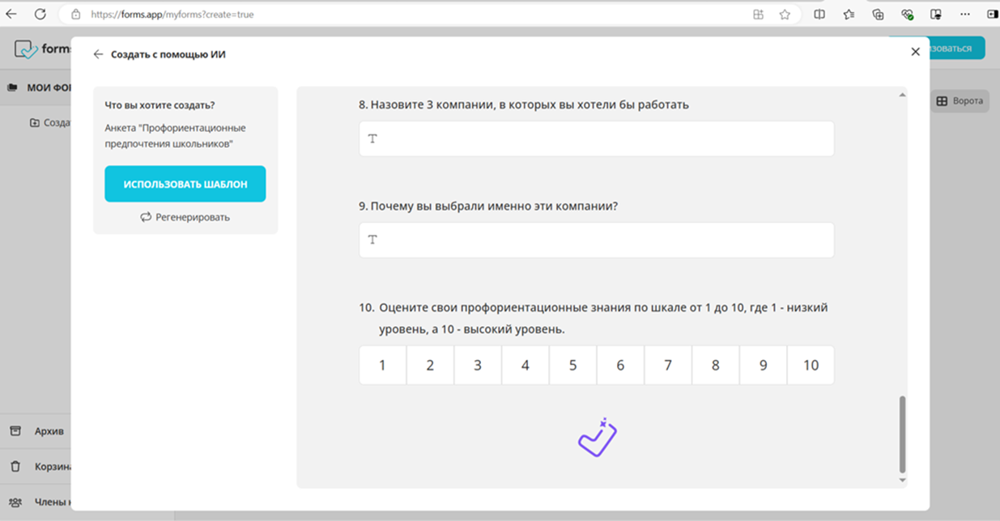 https://forms.app/myforms?create=true
form
МОИ ФО
Созда
Архив
Корзин
Члены
Создать с помощью ИИ
Что вы хотите создать?
Анкета "Профориентационные
предпочтения школьников"
ИСПОЛЬЗОВАТЬ ШАБЛОН
Регенерировать
8. Назовите 3 компании, в которых вы хотели бы работать
T
9. Почему вы выбрали именно эти компании?
T
10. Оцените свои профориентационные знания по шкале от 1 до 10, где 1 - низкий
уровень, а 10 - высокий уровень.
1 2 3 4 5 6 7 8 9 10
зоваться
Ворота